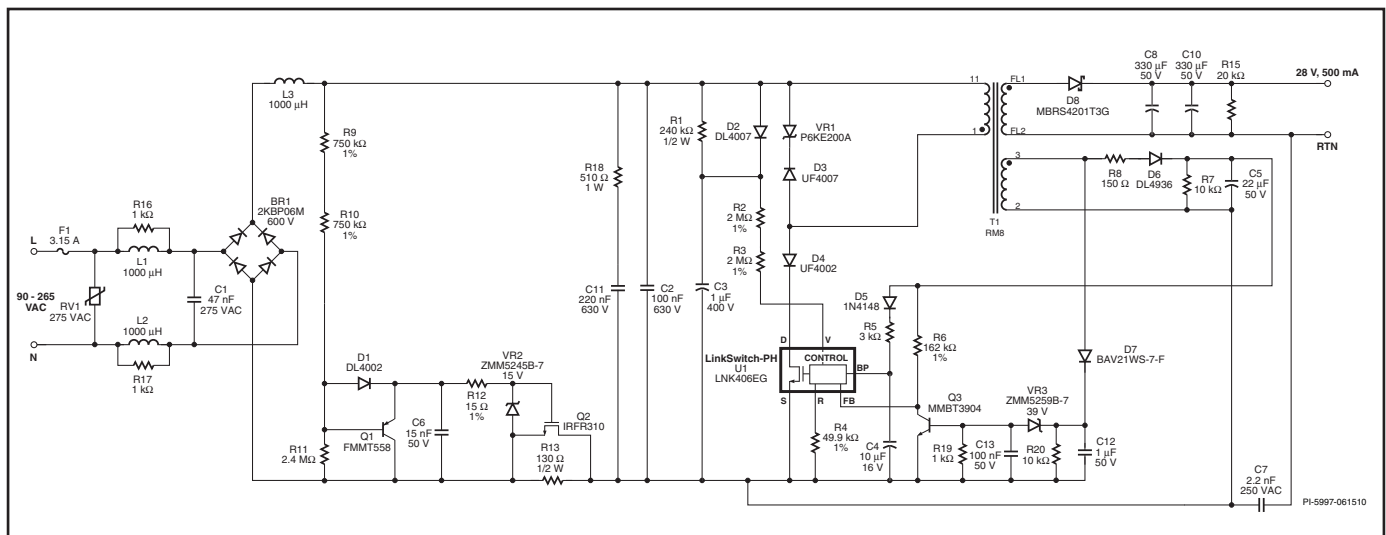 L3
1000 µH
R9
750 kΩ
1%
R10
750 kΩ
1%
R11
2.4 MΩ
R16
1 kΩ
F1
3.15 A
L
L1
1000 µH
BR1
2KBP06M
600 V
90 - 265
VAC
RV1
275 VAC
C1
47 nF
275 VAC
L2
1000 µH
N
R17
1 kΩ
D1
DL4002
Q1
FMMT558
C6
15 nF
50 V
R12
15 Ω
1%
VR2
ZMM5245B-7
15 V
Q2
IRFR310
R13
130 Ω
1/2 W
R18
510 Ω
1 W
C11
220 nF
630 V
C2
100 nF
630 V
R1
240 kΩ
1/2 W
C3
1 µF
400 V
D2
DL4007
VR1
P6KE200A
D3
UF4007
R2
2 MΩ
1%
R3
2 MΩ
1%
D4
UF4002
D5
1N4148
R5
3 kΩ
R6
162 kΩ
1%
LinkSwitch-PH
U1
LNK406EG
D
V
CONTROL
BP
S
R
FB
R4
49.9 kΩ
1%
C4
10 µF
16 V
Q3
MMBT3904
R19
1 kΩ
C13
100 nF
50 V
VR3
ZMM5259B-7
39 V
R20
10 kΩ
C12
1 µF
50 V
D7
BAV21WS-7-F
11
1
FL1
FL2
3
2
T1
RM8
D8
MBRS4201T3G
C8
330 µF
50 V
C10
330 µF
50 V
R15
20 kΩ
28 V, 500 mA
RTN
R8
150 Ω
D6
DL4936
R7
10 kΩ
C5
22 µF
50 V
C7
2.2 nF
250 VAC
PI-5997-061510